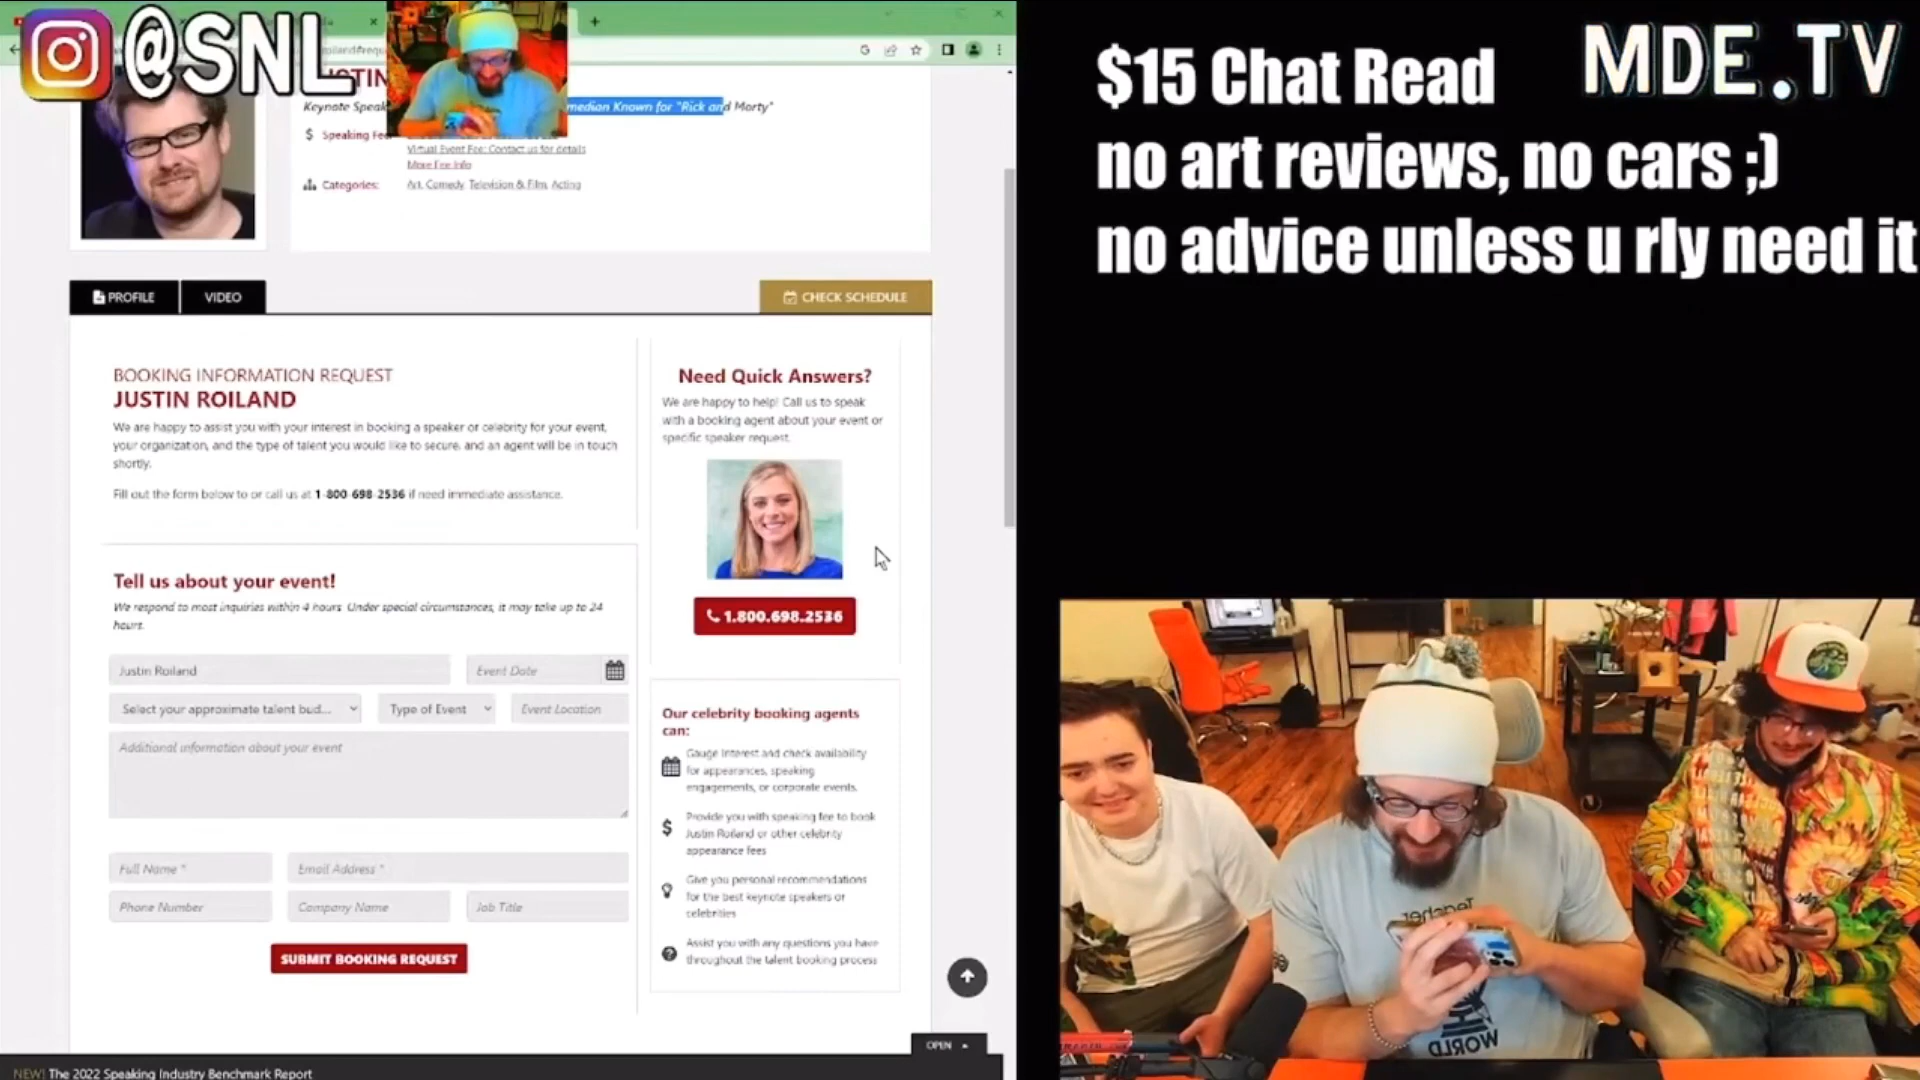 @SNL
Keynote Speak
median Known for "Rick and Morty"
$ Speaking Fee
Virtual Event Fee: Contact us for details
More Fee Info
Categories:
Art, Comedy, Television & Film, Acting
PROFILE
VIDEO
CHECK SCHEDULE
BOOKING INFORMATION REQUEST
JUSTIN ROILAND
We are happy to assist you with your interest in booking a speaker or celebrity for your event,
your organization, and the type of talent you would like to secure, and an agent will be in touch
shortly.
Fill out the form below to or call us at 1-800-698-2536 if need immediate assistance.
Tell us about your event!
We respond to most inquiries within 4 hours. Under special circumstances, it may take up to 24
hours.
Justin Roiland
Event Date
Select your approximate talent bud...
Type of Event
Event Location
Additional information about your event
Full Name *
Email Address *
Phone Number
Company Name
Job Title
SUBMIT BOOKING REQUEST
Need Quick Answers?
We are happy to help! Call us to speak
with a booking agent about your event or
specific speaker request.
1.800.698.2536
Our celebrity booking agents
can:
Gauge interest and check availability
for appearances, speaking
engagements, or corporate events.
Provide you with speaking fee to book
Justin Roiland or other celebrity
appearance fees
Give you personal recommendations
for the best keynote speakers or
celebrities
Assist you with any questions you have
throughout the talent booking process
OPEN
NEW! The 2022 Speaking Industry Benchmark Report
$15 Chat Read
no art reviews, no cars ;)
no advice unless u rly need it
MDE.TV
WORLD